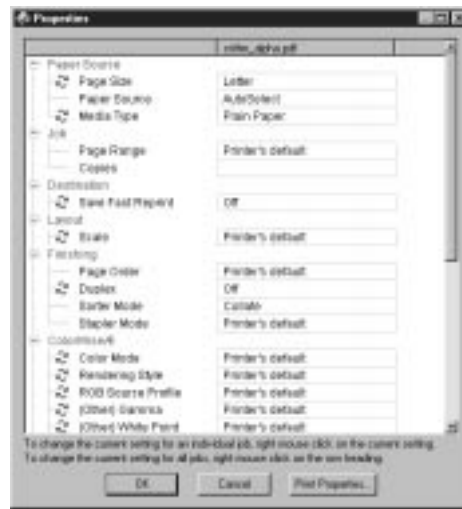 Properties
Paper Source
Page Size Letter
Paper Source AutoSelect
Media Type Plain Paper
Job
Page Range Printer's default
Copies
Destination
Save Fast Reprint Off
Layout
Scale Printer's default
Finishing
Page Order Printer's default
Duplex Off
Sorter Mode Collate
Stapler Mode Printer's default
Color Mode Printer's default
Rendering Style Printer's default
RGB Source Profile Printer's default
(Other) Gamma Printer's default
(Other) White Point Printer's default
To change the current setting for an individual job, right mouse click on the current setting.
To change the current setting for all jobs, right mouse click on the row heading.
OK Cancel Print Properties...